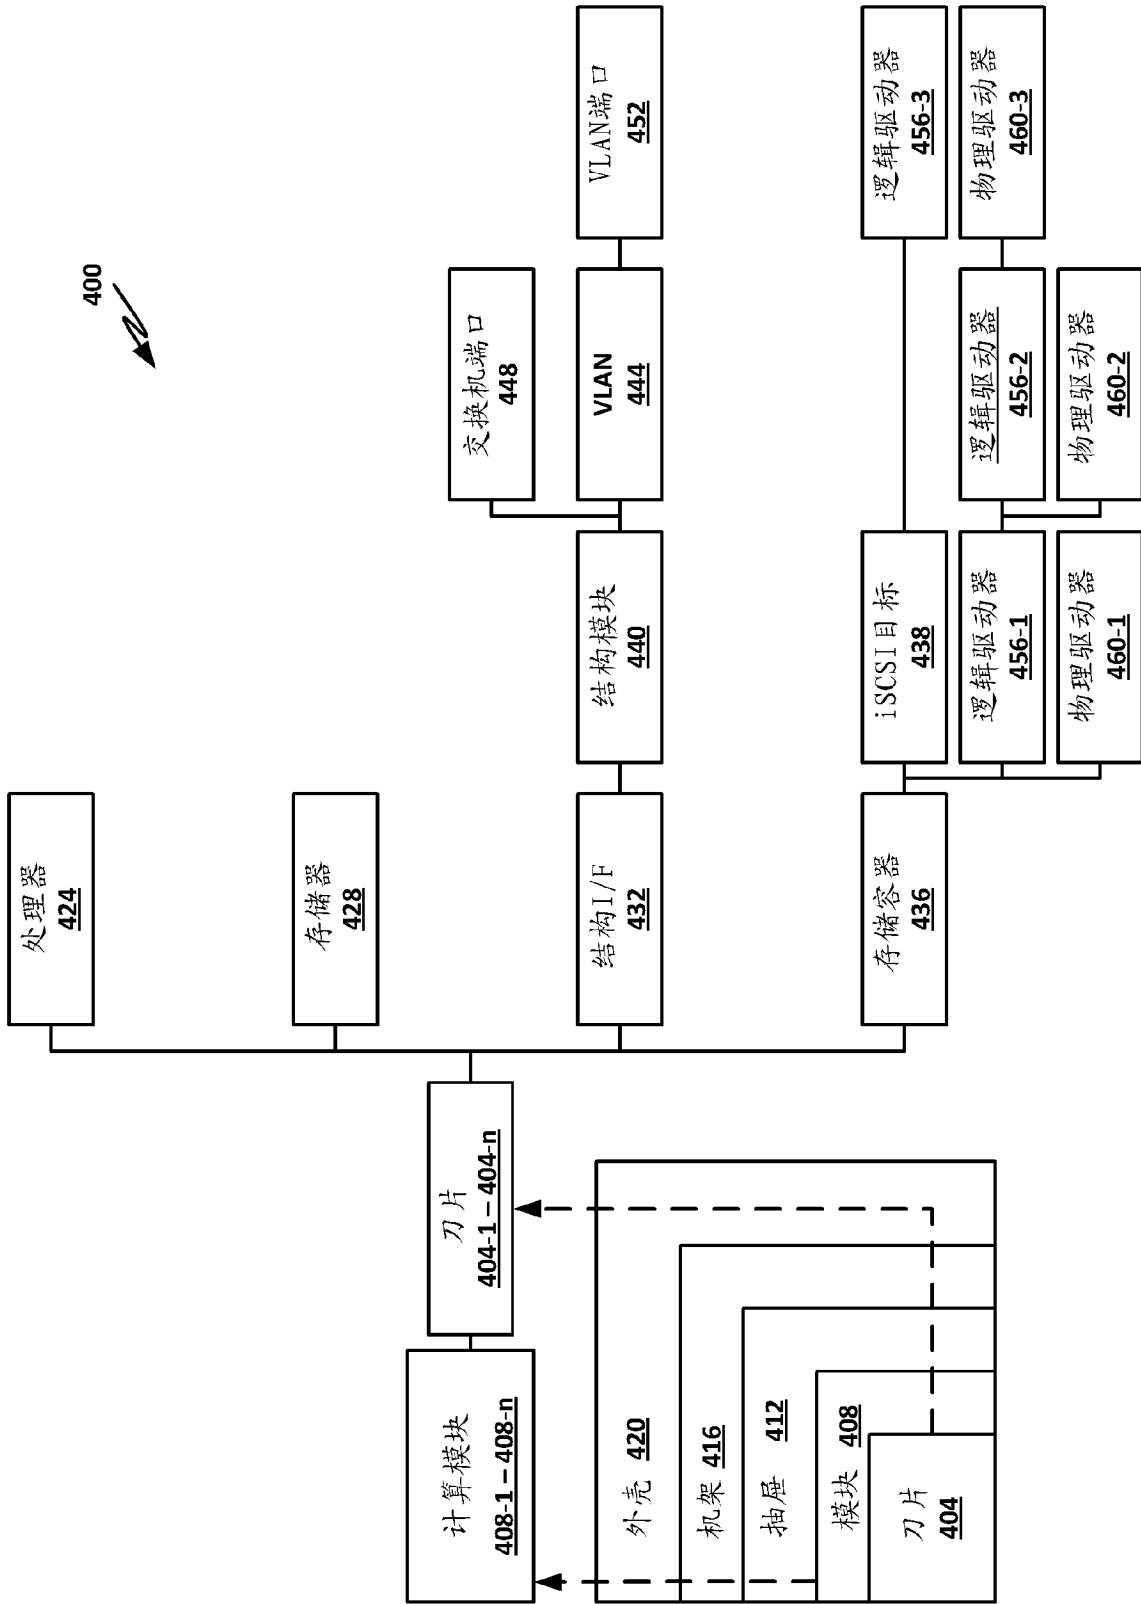 400
处理器
424
存储器
428
交换机端口
448
结构I/F
432
结构模块
440
VLAN
444
VLAN端口
452
存储容器
436
iSCSI目标
438
逻辑驱动器
456-3
逻辑驱动器
456-1
逻辑驱动器
456-2
物理驱动器
460-3
物理驱动器
460-1
物理驱动器
460-2
计算模块
408-1 – 408-n
刀片
404-1 – 404-n
外壳 420
机架 416
抽屉 412
模块 408
刀片
404